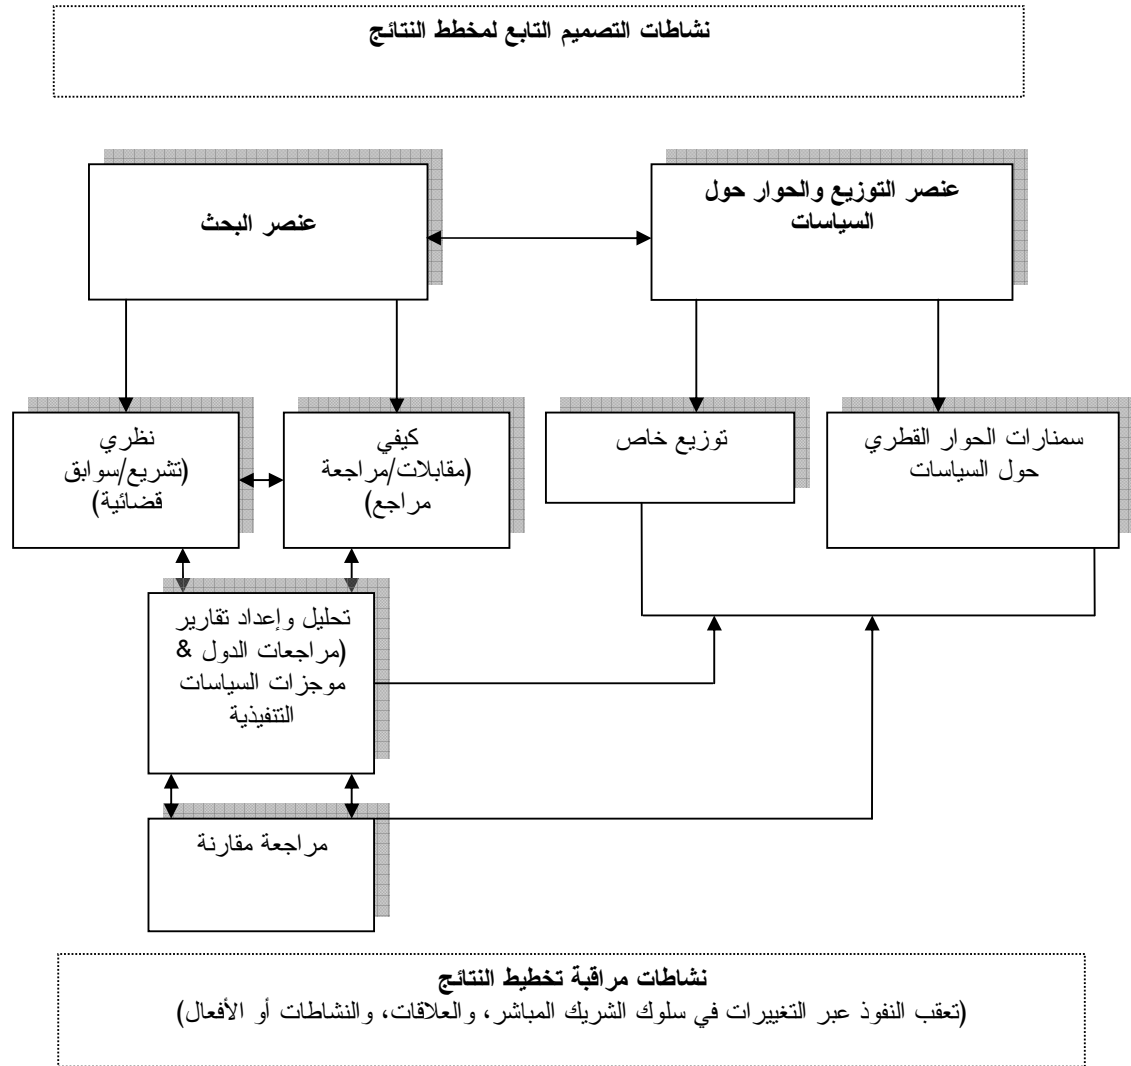 نشاطات التصميم التابع لمخطط النتائج
عنصر التوزيع والحوار حول
السياسات
عنصر البحث
سمنارات الحوار القطري
حول السياسات
توزيع خاص
كيفي
(مقابلات/مراجعة
مراجع)
نظري
(تشريع/سوابق
قضائية)
تحليل وإعداد تقارير
(مراجعات الدول &
موجزات السياسات
التنفيذية
مراجعة مقارنة
نشاطات مراقبة تخطيط النتائج
(تعقب النفوذ عبر التغييرات في سلوك الشريك المباشر، والعلاقات، والنشاطات أو الأفعال)